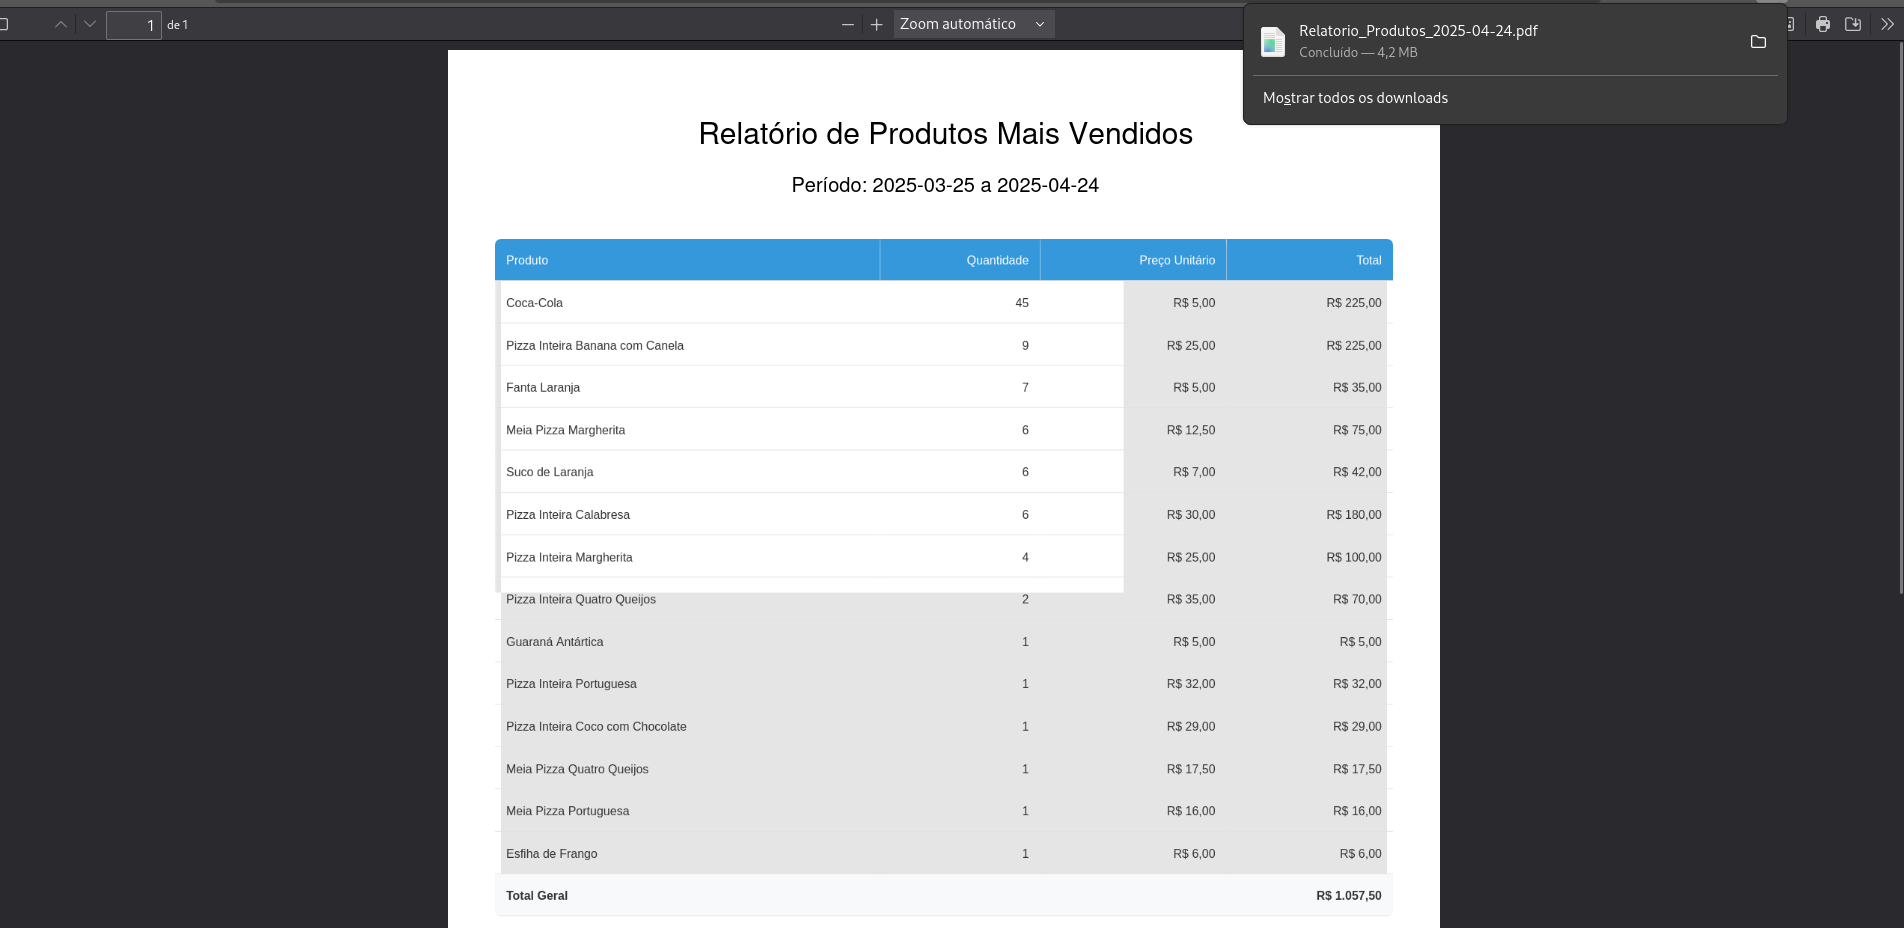 1 de 1 Zoom automático
Relatorio_Produtos_2025-04-24.pdf
Concluído — 4,2 MB
Mostrar todos os downloads
Relatório de Produtos Mais Vendidos
Período: 2025-03-25 a 2025-04-24
Produto Quantidade Preço Unitário Total
Coca-Cola 45 R$ 5,00 R$ 225,00
Pizza Inteira Banana com Canela 9 R$ 25,00 R$ 225,00
Fanta Laranja 7 R$ 5,00 R$ 35,00
Meia Pizza Margherita 6 R$ 12,50 R$ 75,00
Suco de Laranja 6 R$ 7,00 R$ 42,00
Pizza Inteira Calabresa 6 R$ 30,00 R$ 180,00
Pizza Inteira Margherita 4 R$ 25,00 R$ 100,00
Pizza Inteira Quatro Queijos 2 R$ 35,00 R$ 70,00
Guaraná Antártica 1 R$ 5,00 R$ 5,00
Pizza Inteira Portuguesa 1 R$ 32,00 R$ 32,00
Pizza Inteira Coco com Chocolate 1 R$ 29,00 R$ 29,00
Meia Pizza Quatro Queijos 1 R$ 17,50 R$ 17,50
Meia Pizza Portuguesa 1 R$ 16,00 R$ 16,00
Esfiha de Frango 1 R$ 6,00 R$ 6,00
Total Geral R$ 1.057,50